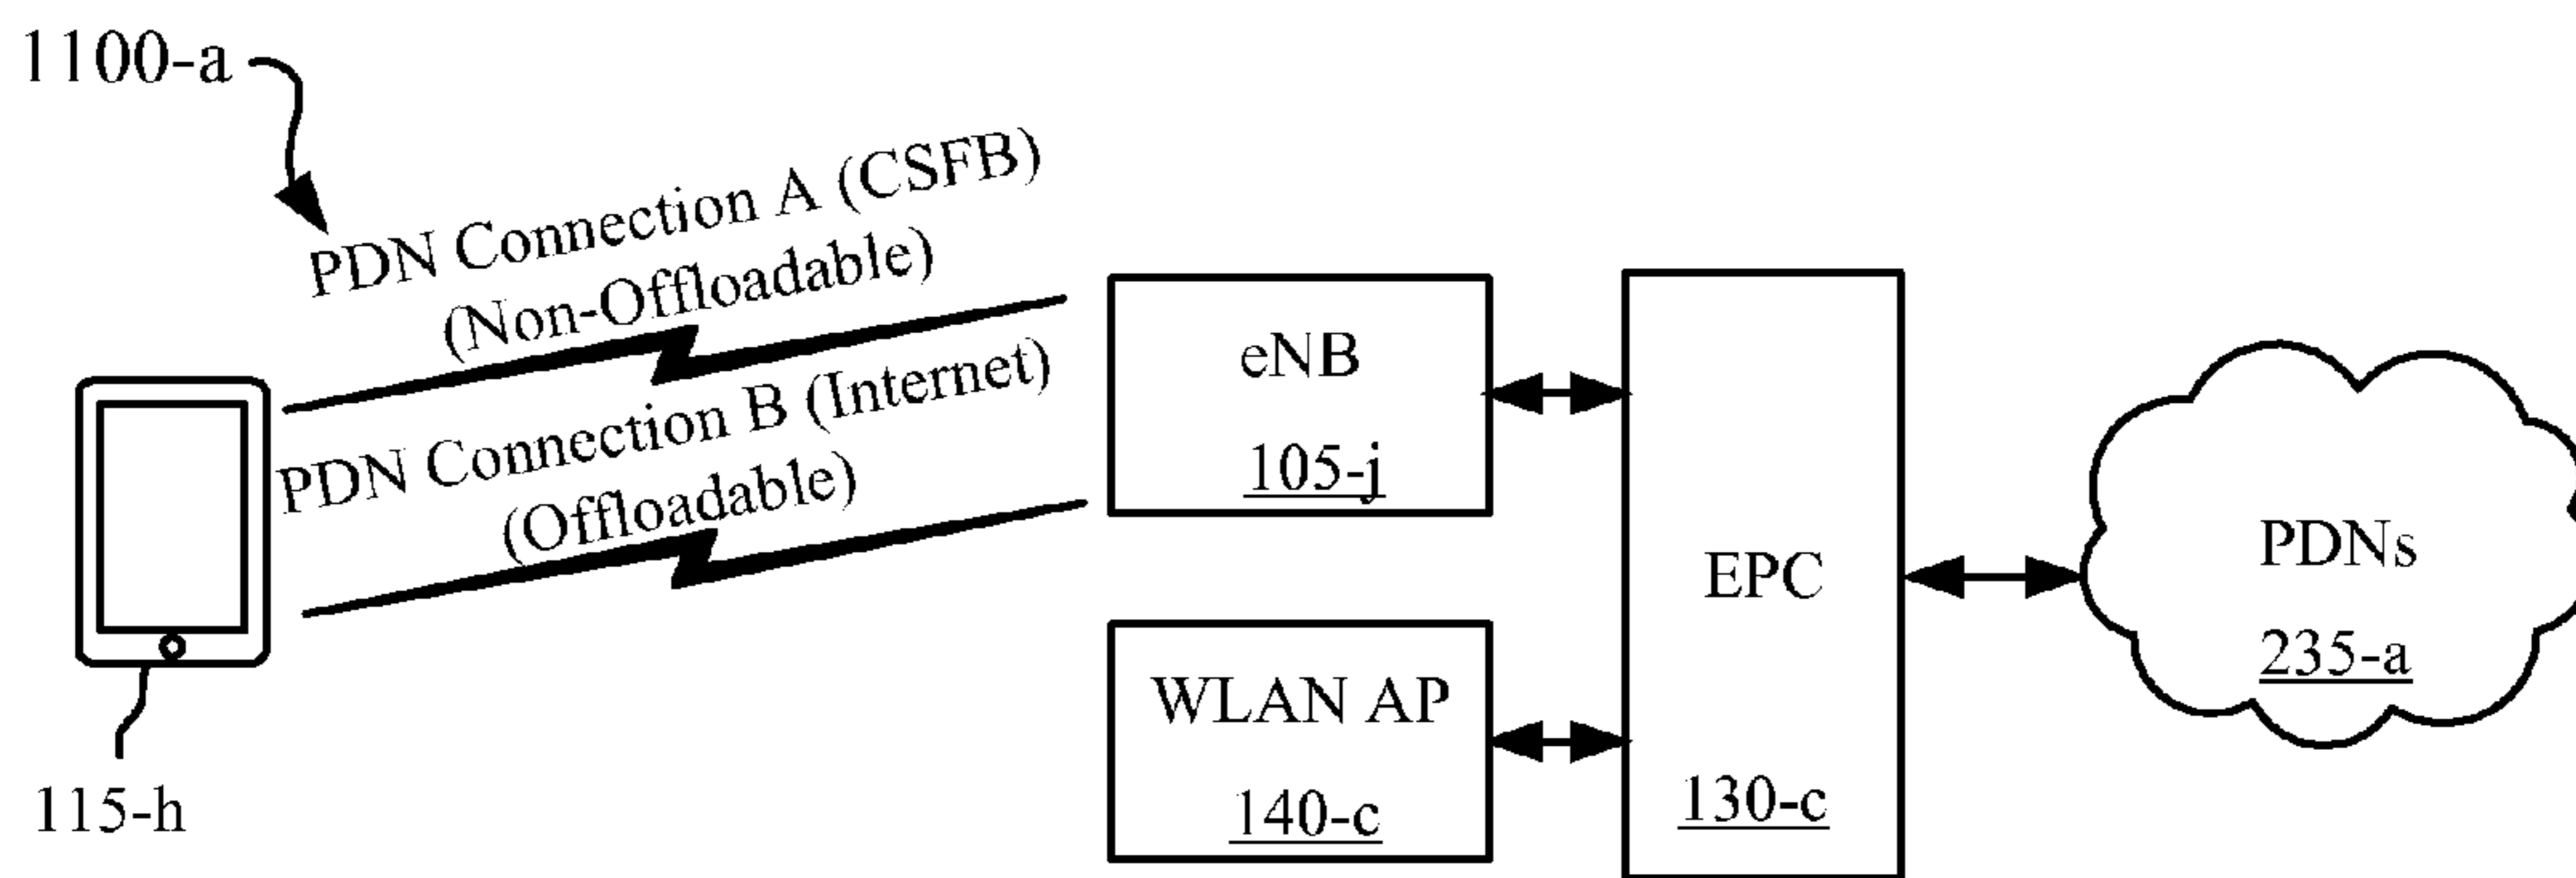 1100-a
PDN Connection A (CSFB)
(Non-Offloadable)
PDN Connection B (Internet)
(Offloadable)
115-h
eNB
105-j
WLAN AP
140-c
EPC
130-c
PDNs
235-a